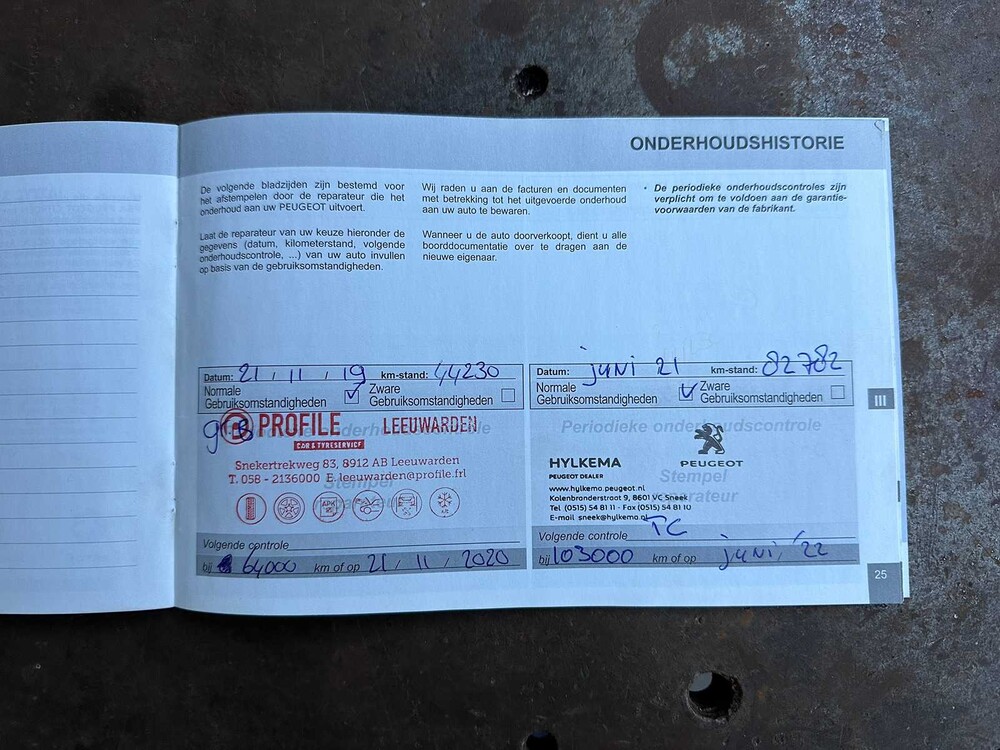 ONDERHOUDSHISTORIE
De volgende bladzijden zijn bestemd voor
het afstempelen door de reparateur die het
onderhoud aan uw PEUGEOT uitvoert.
Laat de reparateur van uw keuze hieronder de
gegevens (datum, kilometerstand, volgende
onderhoudscontrole, ...) van uw auto invullen
op basis van de gebruiksomstandigheden.
Wij raden u aan de facturen en documenten
met betrekking tot het uitgevoerde onderhoud
aan uw auto te bewaren.
Wanneer u de auto doorverkoopt, dient u alle
boorddocumentatie over te dragen aan de
nieuwe eigenaar.
• De periodieke onderhoudscontroles zijn
verplicht om te voldoen aan de garantie-
voorwaarden van de fabrikant.
Datum: 21 / 11 / 19 km-stand: 44230
Normale
Gebruiksomstandigheden
Zware
Gebruiksomstandigheden
PROFILE LEEUWARDEN
CAR & TYRESERVICE
Snekertrekweg 83, 8912 AB Leeuwarden
T. 058 - 2136000 E. leeuwarden@profile.frl
APK
Stempel
Volgende controle
bij 64000 km of op 21 / 11 / 2020
Datum: juni 21 km-stand: 82782
Normale
Gebruiksomstandigheden
Zware
Gebruiksomstandigheden
Periodieke onderhoudscontrole
HYLKEMA
PEUGEOT DEALER
PEUGEOT
Stempel
reparateur
www.hylkema.peugeot.nl
Kolenbranderstraat 9, 8601 VC Sneek
Tel (0515) 54 81 11 - Fax (0515) 54 81 10
E-mail sneek@hylkema.nl
Volgende controle TC
bij 103000 km of op juni, '22
III
25